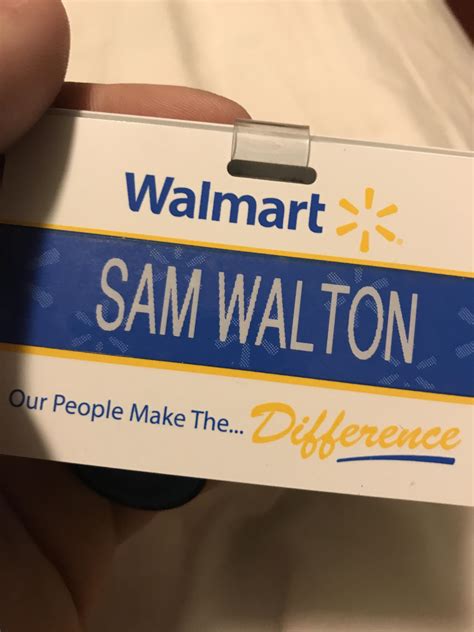 Walmart
SAM WALTON
Our People Make The... Difference